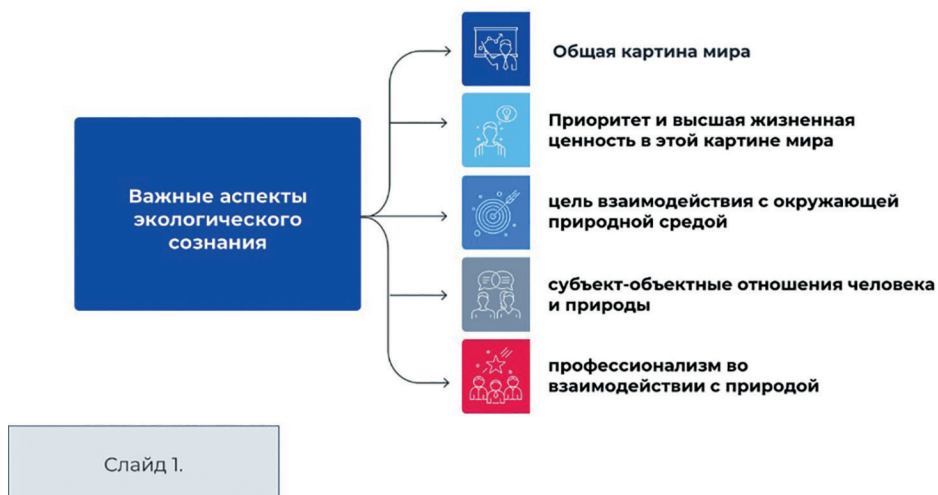 Важные аспекты
экологического
сознания
Общая картина мира
Приоритет и высшая жизненная
ценность в этой картине мира
цель взаимодействия с окружающей
природной средой
субъект-объектные отношения человека
и природы
профессионализм во
взаимодействии с природой
Слайд 1.